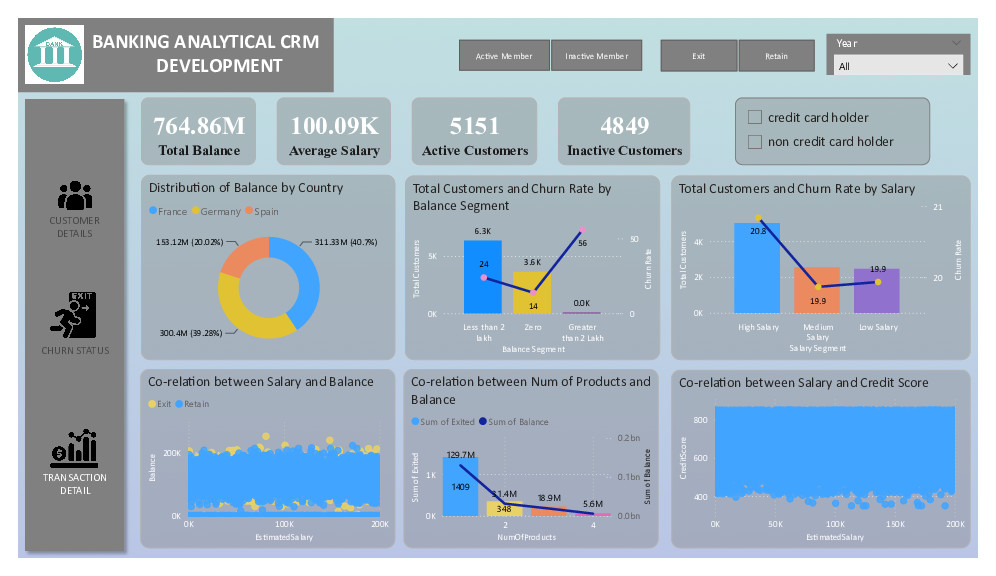 BANK
BANKING ANALYTICAL CRM
DEVELOPMENT
Active Member
Inactive Member
Exit
Retain
Year
All
764.86M
Total Balance
100.09K
Average Salary
5151
Active Customers
4849
Inactive Customers
credit card holder
non credit card holder
CUSTOMER
DETAILS
EXIT
CHURN STATUS
TRANSACTION
DETAIL
Distribution of Balance by Country
France Germany Spain
153.12M (20.02%)
311.33M (40.7%)
300.4M (39.28%)
Total Customers and Churn Rate by
Balance Segment
Total Customers
5K
0K
6.3K
24
3.6K
14
56
0.0K
50
0
Churn Rate
Less than 2
lakh
Zero
Greater
than 2 Lakh
Balance Segment
Total Customers and Churn Rate by Salary
Total Customers
4K
2K
0K
20.8
19.9
19.9
21
20
Churn Rate
High Salary
Medium
Salary
Low Salary
Salary Segment
Co-relation between Salary and Balance
Exit Retain
Balance
200K
0K
0K
100K
200K
EstimatedSalary
Co-relation between Num of Products and
Balance
Sum of Exited Sum of Balance
Sum of Exited
1K
0K
129.7M
1409
31.4M
348
18.9M
5.6M
0.2bn
0.1bn
0.0bn
Sum of Balance
2
4
NumOfProducts
Co-relation between Salary and Credit Score
CreditScore
800
600
400
0K
50K
100K
150K
200K
EstimatedSalary